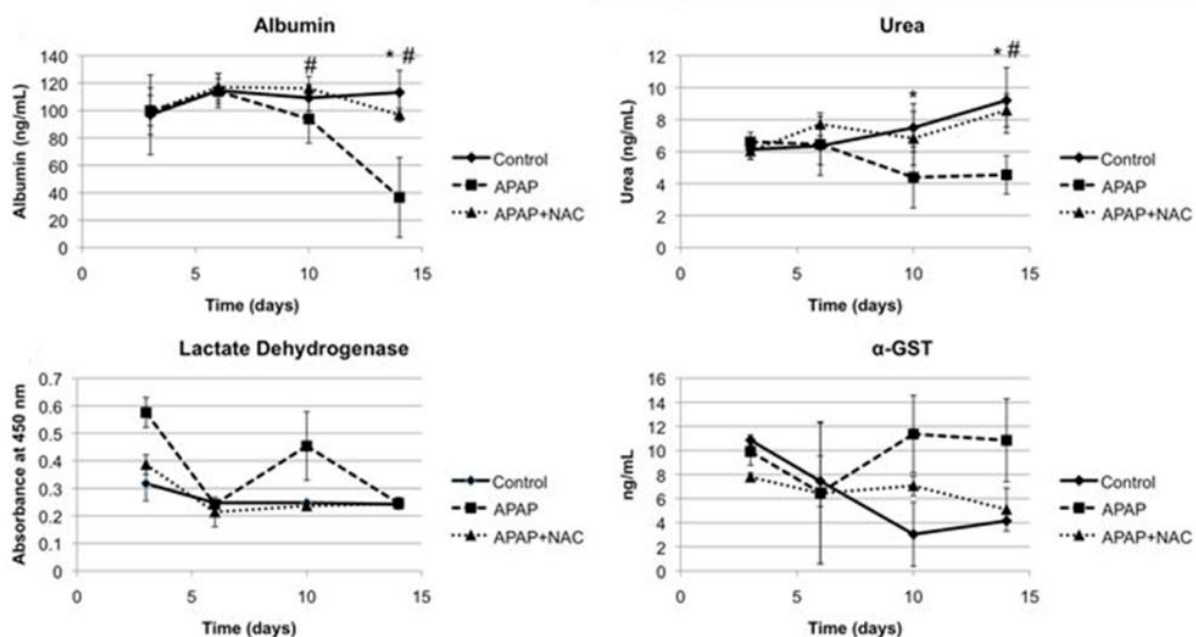 Albumin
Albumin (ng/mL)
140
120
100
80
60
40
20
0
#
* #
0 5 10 15
Time (days)
Control
APAP
APAP+NAC
Urea
Urea (ng/mL)
12
10
8
6
4
2
0
*
* #
0 5 10 15
Time (days)
Control
APAP
APAP+NAC
Lactate Dehydrogenase
Absorbance at 450 nm
0.7
0.6
0.5
0.4
0.3
0.2
0.1
0
0 5 10 15
Time (days)
Control
APAP
APAP+NAC
α-GST
ng/mL
16
14
12
10
8
6
4
2
0
0 5 10 15
Time (days)
Control
APAP
APAP+NAC